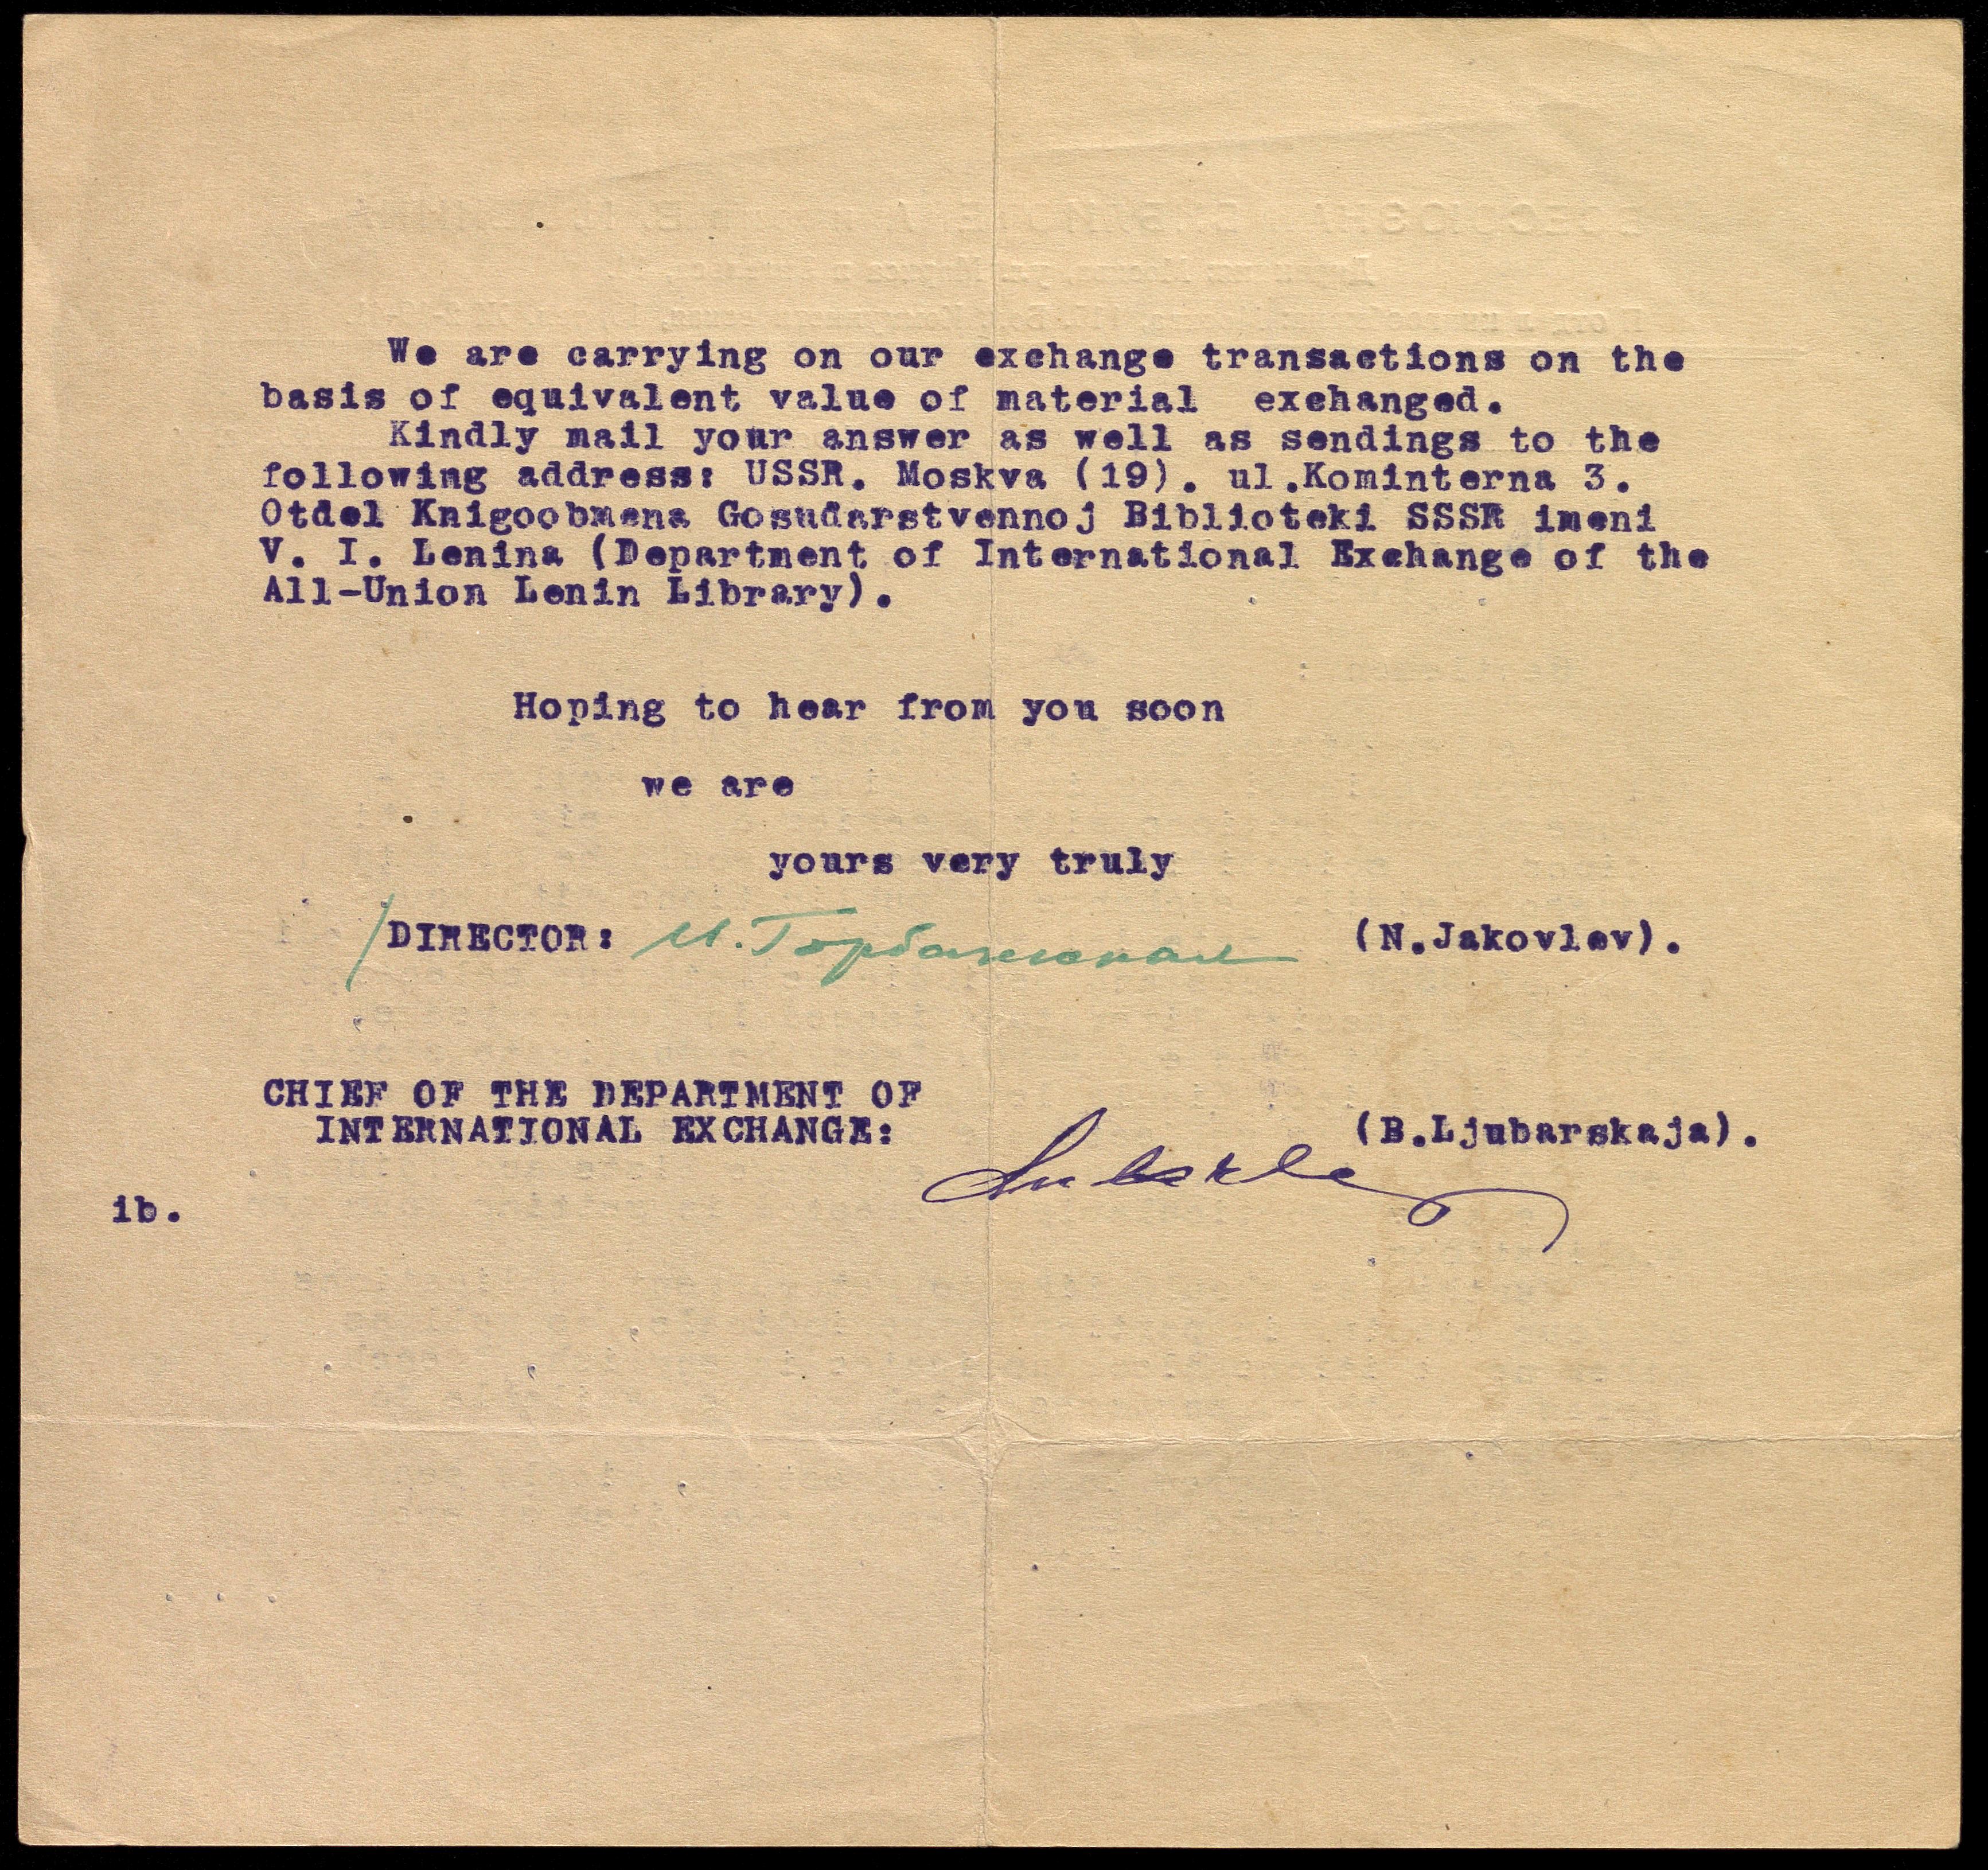 We are carrying on our exchange transactions on the
basis of equivalent value of material exchanged.
Kindly mail your answer as well as sendings to the
following address: USSR. Moskva (19). ul.Kominterna 3.
Otdel Knigoobmena Gosudarstvennoj Biblioteki SSSR imeni
V. I. Lenina (Department of International Exchange of the
All-Union Lenin Library).
Hoping to hear from you soon
we are
yours very truly
/DIRECTOR: (N.Jakovlev).
CHIEF OF THE DEPARTMENT OF
INTERNATIONAL EXCHANGE: (B.Ljubarskaja).
ib.